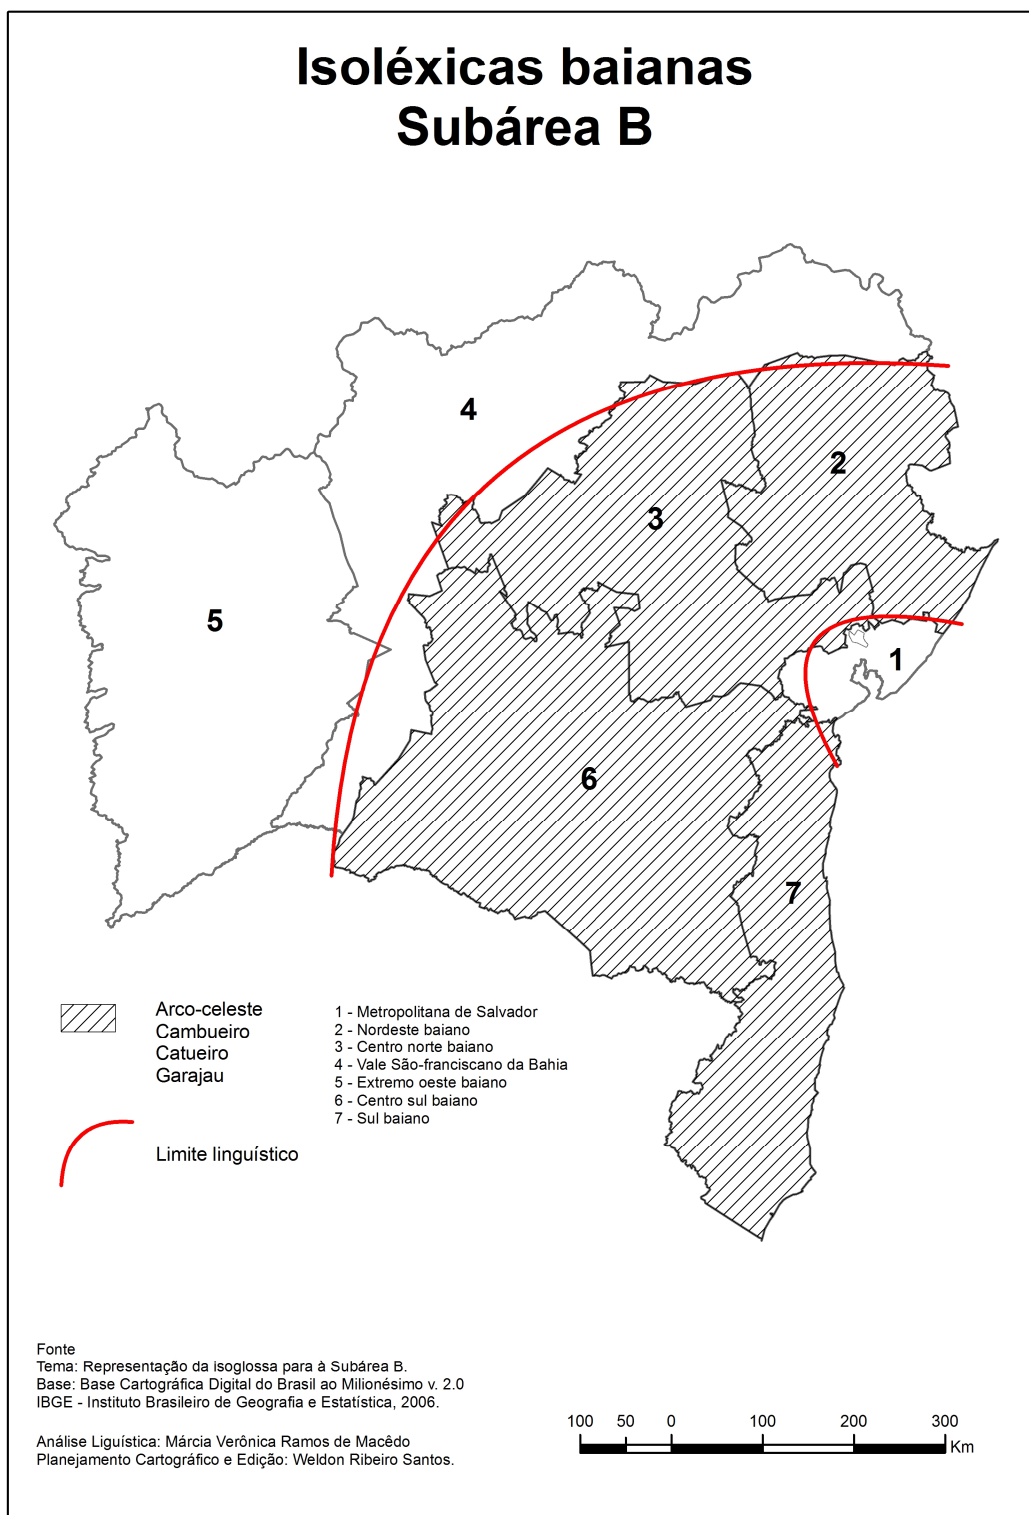 Isoléxicas baianas
Subárea B
4
2
3
5
1
6
7
Arco-celeste
Cambueiro
Catueiro
Garajau
1 - Metropolitana de Salvador
2 - Nordeste baiano
3 - Centro norte baiano
4 - Vale São-franciscano da Bahia
5 - Extremo oeste baiano
6 - Centro sul baiano
7 - Sul baiano
Limite linguístico
Fonte
Tema: Representação da isoglossa para à Subárea B.
Base: Base Cartográfica Digital do Brasil ao Milionésimo v. 2.0
IBGE - Instituto Brasileiro de Geografia e Estatística, 2006.
Análise Liguística: Márcia Verônica Ramos de Macêdo
Planejamento Cartográfico e Edição: Weldon Ribeiro Santos.
100 50 0 100 200 300
Km